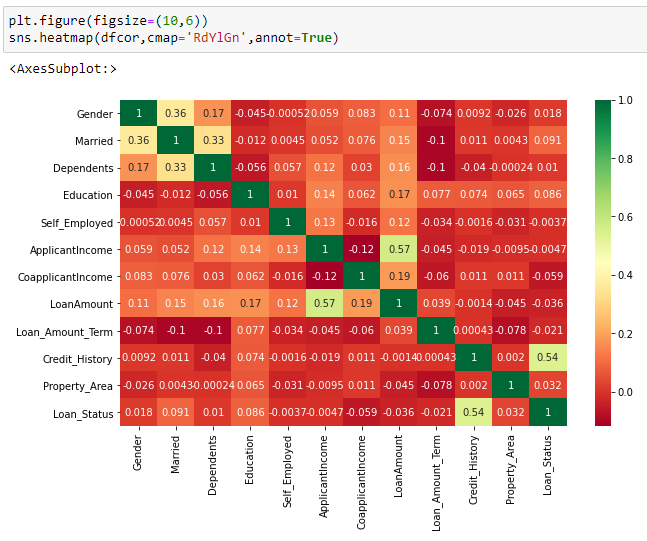 plt.figure(figsize=(10,6))
sns.heatmap(dfcor,cmap='RdYlGn',annot=True)
<AxesSubplot:>
Gender 1 0.36 0.17 -0.045 -0.00052 0.059 0.083 0.11 -0.074 0.0092 -0.026 0.018
Married 0.36 1 0.33 -0.012 0.0045 0.052 0.076 0.15 -0.1 0.011 0.0043 0.091
Dependents 0.17 0.33 1 -0.056 0.057 0.12 0.03 0.16 -0.1 -0.04 -0.00024 0.01
Education -0.045 -0.012 -0.056 1 0.01 0.14 0.062 0.17 0.077 0.074 0.065 0.086
Self_Employed -0.00052 0.0045 0.057 0.01 1 0.13 -0.016 0.12 -0.034 -0.0016 -0.031 -0.0037
ApplicantIncome 0.059 0.052 0.12 0.14 0.13 1 -0.12 0.57 -0.045 -0.019 -0.0095 -0.0047
CoapplicantIncome 0.083 0.076 0.03 0.062 -0.016 -0.12 1 0.19 -0.06 0.011 0.011 -0.059
LoanAmount 0.11 0.15 0.16 0.17 0.12 0.57 0.19 1 0.039 -0.0014 -0.045 -0.036
Loan_Amount_Term -0.074 -0.1 -0.1 0.077 -0.034 -0.045 -0.06 0.039 1 0.00043 -0.078 -0.021
Credit_History 0.0092 0.011 -0.04 0.074 -0.0016 -0.019 0.011 -0.0014 0.00043 1 0.002 0.54
Property_Area -0.026 0.0043 -0.00024 0.065 -0.031 -0.0095 0.011 -0.045 -0.078 0.002 1 0.032
Loan_Status 0.018 0.091 0.01 0.086 -0.0037 -0.0047 -0.059 -0.036 -0.021 0.54 0.032 1
Gender
Married
Dependents
Education
Self_Employed
ApplicantIncome
CoapplicantIncome
LoanAmount
Loan_Amount_Term
Credit_History
Property_Area
Loan_Status
1.0
0.8
0.6
0.4
0.2
0.0